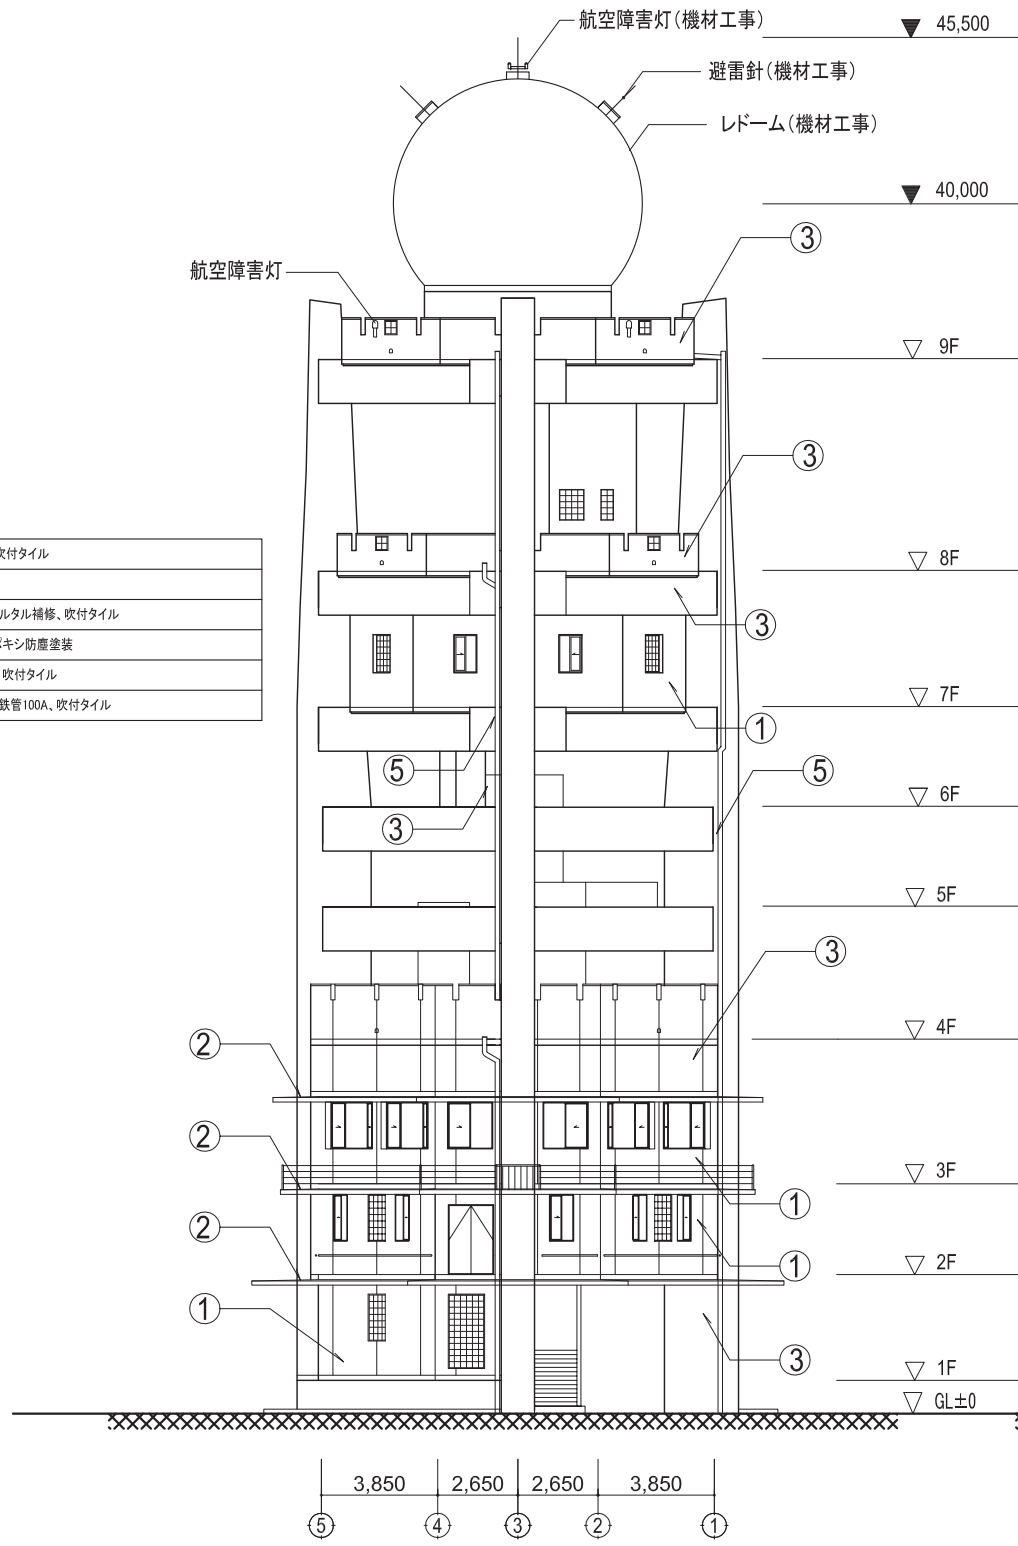 航空障害灯(機材工事)
45,500
避雷針(機材工事)
レドーム(機材工事)
40,000
③
航空障害灯
9F
③
吹付タイル
8F
ルタル補修、吹付タイル
③
キシ防塵塗装
吹付タイル
7F
鉄管100A、吹付タイル
①
⑤
⑤
6F
③
5F
③
4F
②
②
3F
①
②
2F
①
①
③
1F
GL±0
3,850
2,650
2,650
3,850
⑤
④
③
②
①